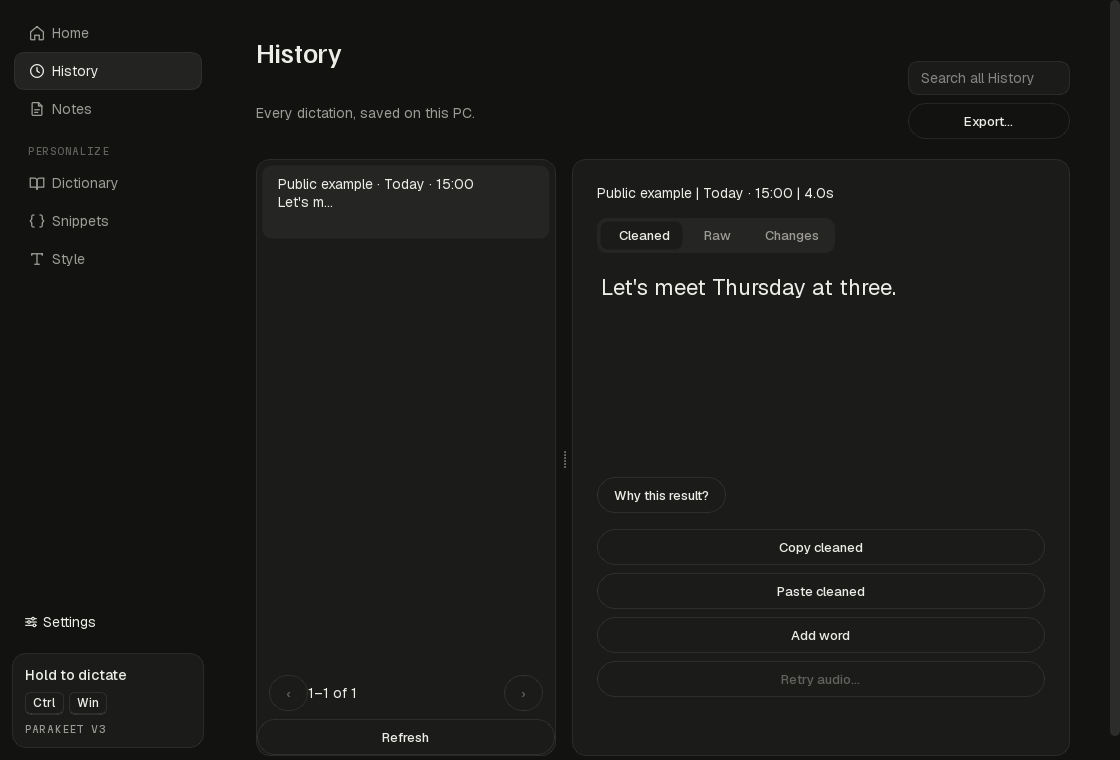 Home
History
Notes
PERSONALIZE
Dictionary
Snippets
Style
Settings
Hold to dictate
Ctrl Win
PARAKEET V3
History
Every dictation, saved on this PC.
Search all History
Export...
Public example · Today · 15:00
Let's m...
‹ 1–1 of 1 ›
Refresh
Public example | Today · 15:00 | 4.0s
Cleaned Raw Changes
Let's meet Thursday at three.
Why this result?
Copy cleaned
Paste cleaned
Add word
Retry audio...